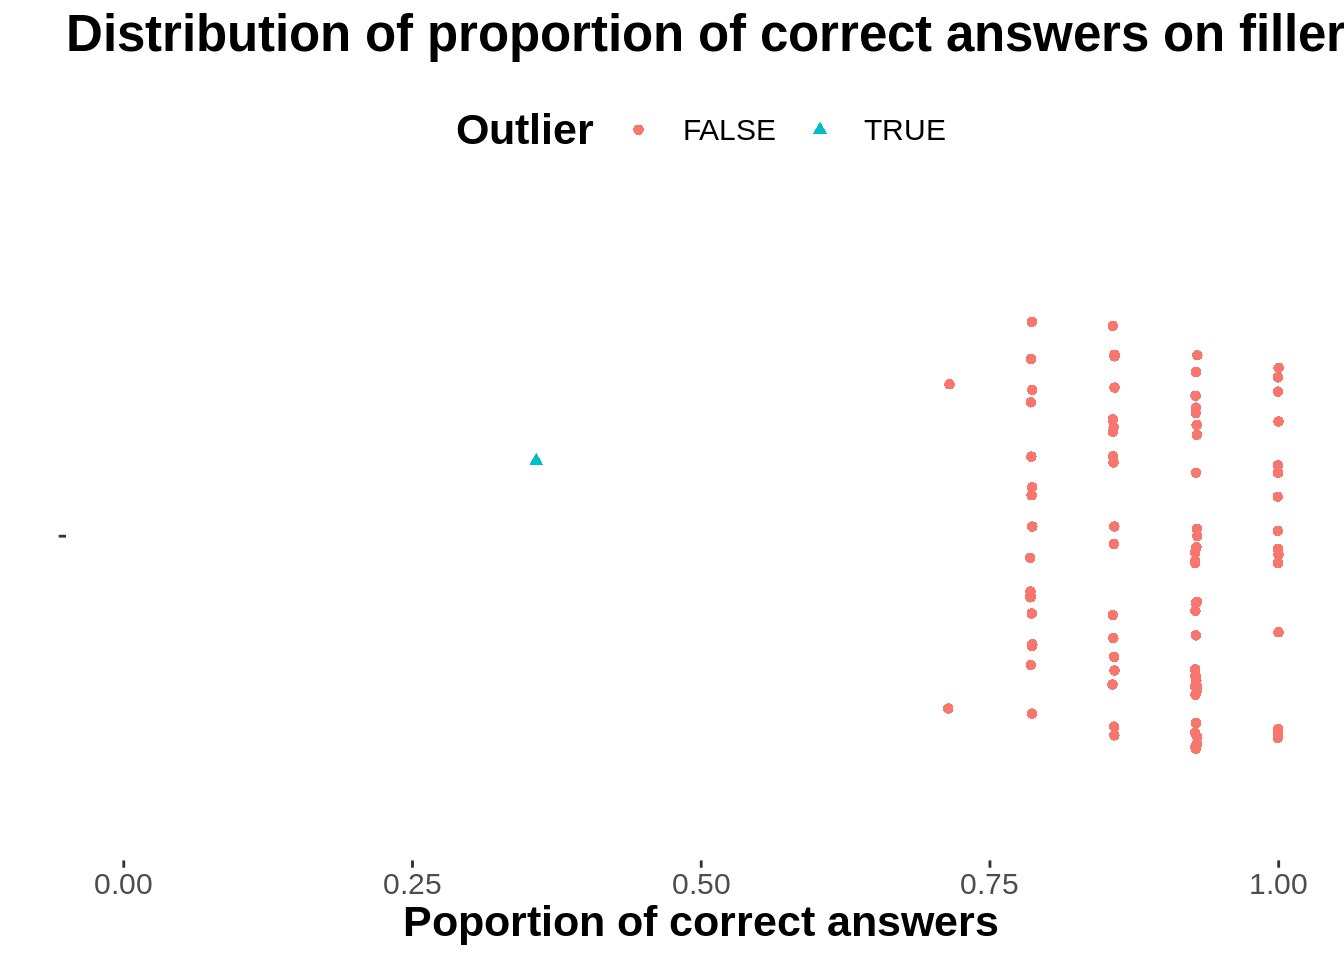 Distribution of proportion of correct answers on filler
Outlier FALSE TRUE
-
0.00 0.25 0.50 0.75 1.00
Poportion of correct answers